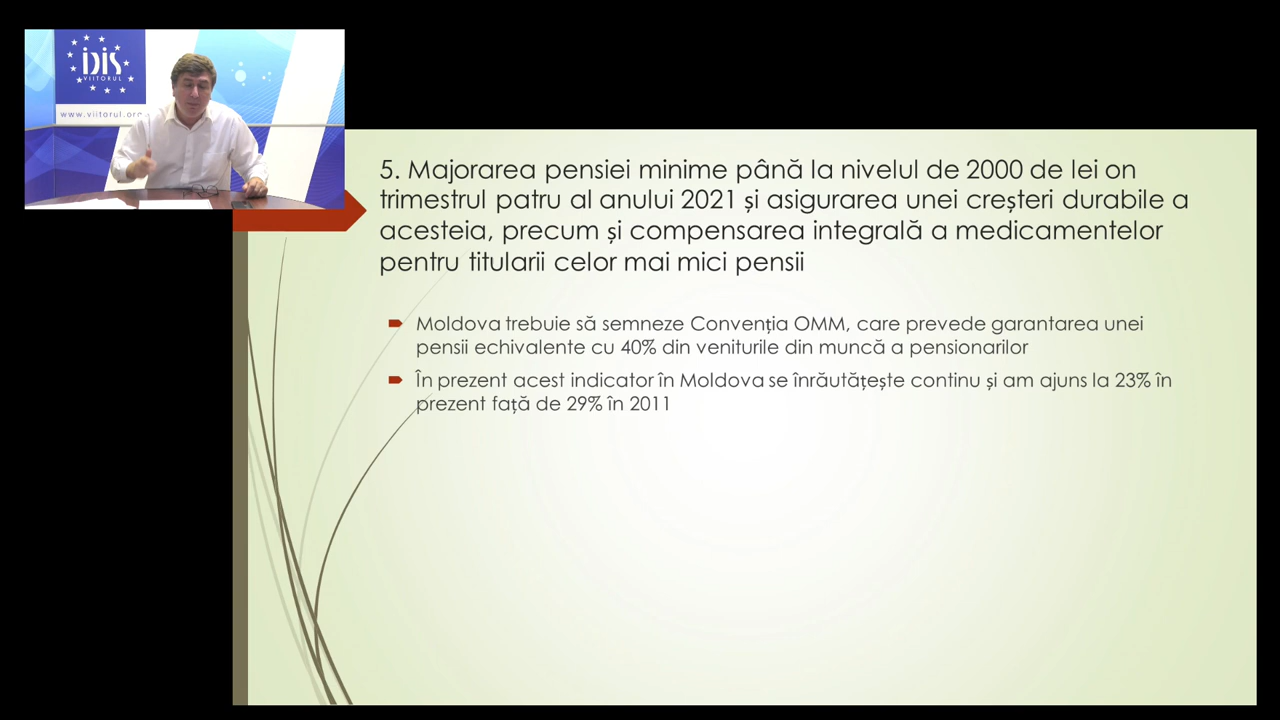 iDiS
VIITORUL
www.viitorul.org
5. Majorarea pensiei minime până la nivelul de 2000 de lei on
trimestrul patru al anului 2021 și asigurarea unei creșteri durabile a
acesteia, precum și compensarea integrală a medicamentelor
pentru titularii celor mai mici pensii
Moldova trebuie să semneze Convenția OMM, care prevede garantarea unei
pensii echivalente cu 40% din veniturile din muncă a pensionarilor
În prezent acest indicator în Moldova se înrăutățește continu și am ajuns la 23% în
prezent față de 29% în 2011